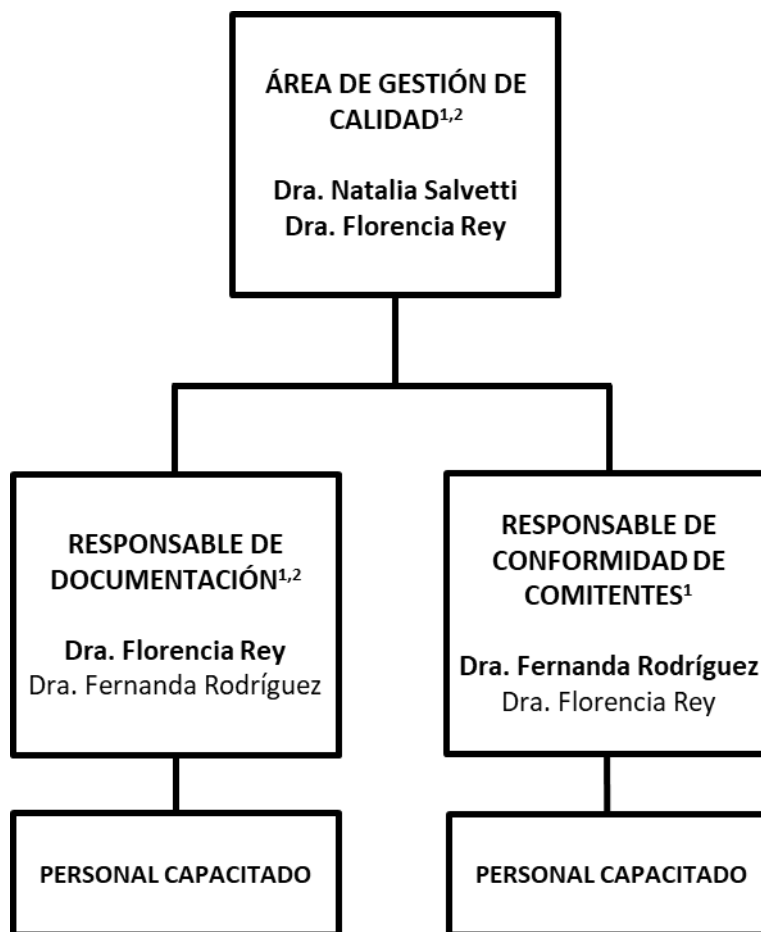 ÁREA DE GESTIÓN DE
CALIDAD¹,²
Dra. Natalia Salvetti
Dra. Florencia Rey
RESPONSABLE DE
DOCUMENTACIÓN¹,²
Dra. Florencia Rey
Dra. Fernanda Rodríguez
PERSONAL CAPACITADO
RESPONSABLE DE
CONFORMIDAD DE
COMITENTES¹
Dra. Fernanda Rodríguez
Dra. Florencia Rey
PERSONAL CAPACITADO